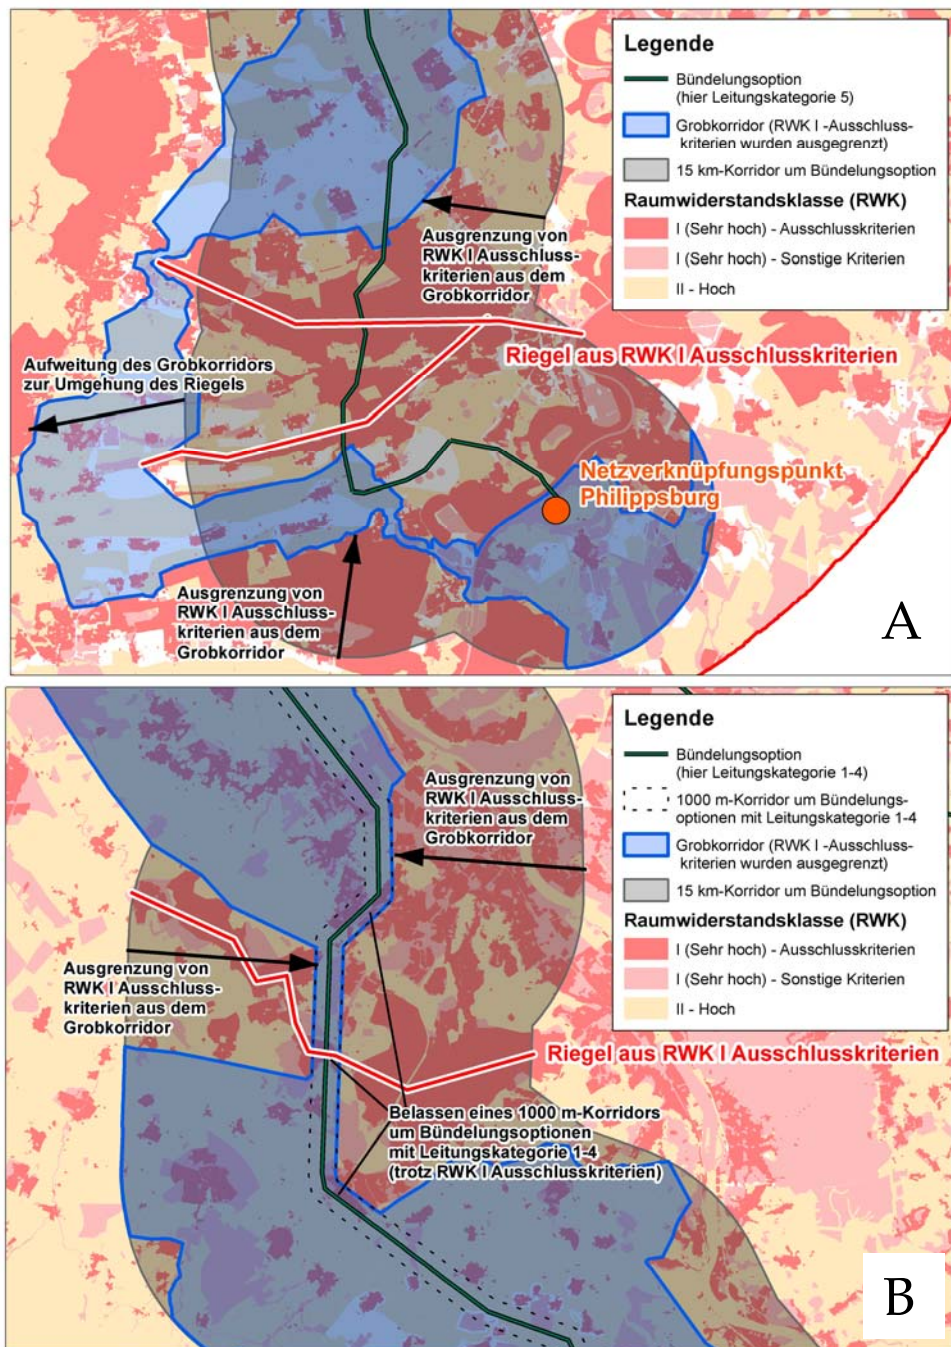 Legende
Bündelungsoption
(hier Leitungskategorie 5)
Grobkorridor (RWK I -Ausschluss-
kriterien wurden ausgegrenzt)
15 km-Korridor um Bündelungsoption
Raumwiderstandsklasse (RWK)
I (Sehr hoch) - Ausschlusskriterien
I (Sehr hoch) - Sonstige Kriterien
II - Hoch
Ausgrenzung von
RWK I Ausschluss-
kriterien aus dem
Grobkorridor
Riegel aus RWK I Ausschlusskriterien
Aufweitung des Grobkorridors
zur Umgehung des Riegels
Netzverknüpfungspunkt
Philippsburg
Ausgrenzung von
RWK I Ausschluss-
kriterien aus dem
Grobkorridor
A
Legende
Bündelungsoption
(hier Leitungskategorie 1-4)
1000 m-Korridor um Bündelungs-
optionen mit Leitungskategorie 1-4
Grobkorridor (RWK I -Ausschluss-
kriterien wurden ausgegrenzt)
15 km-Korridor um Bündelungsoption
Raumwiderstandsklasse (RWK)
I (Sehr hoch) - Ausschlusskriterien
I (Sehr hoch) - Sonstige Kriterien
II - Hoch
Ausgrenzung von
RWK I Ausschluss-
kriterien aus dem
Grobkorridor
Ausgrenzung von
RWK I Ausschluss-
kriterien aus dem
Grobkorridor
Riegel aus RWK I Ausschlusskriterien
Belassen eines 1000 m-Korridors
um Bündelungsoptionen
mit Leitungskategorie 1-4
(trotz RWK I Ausschlusskriterien)
B